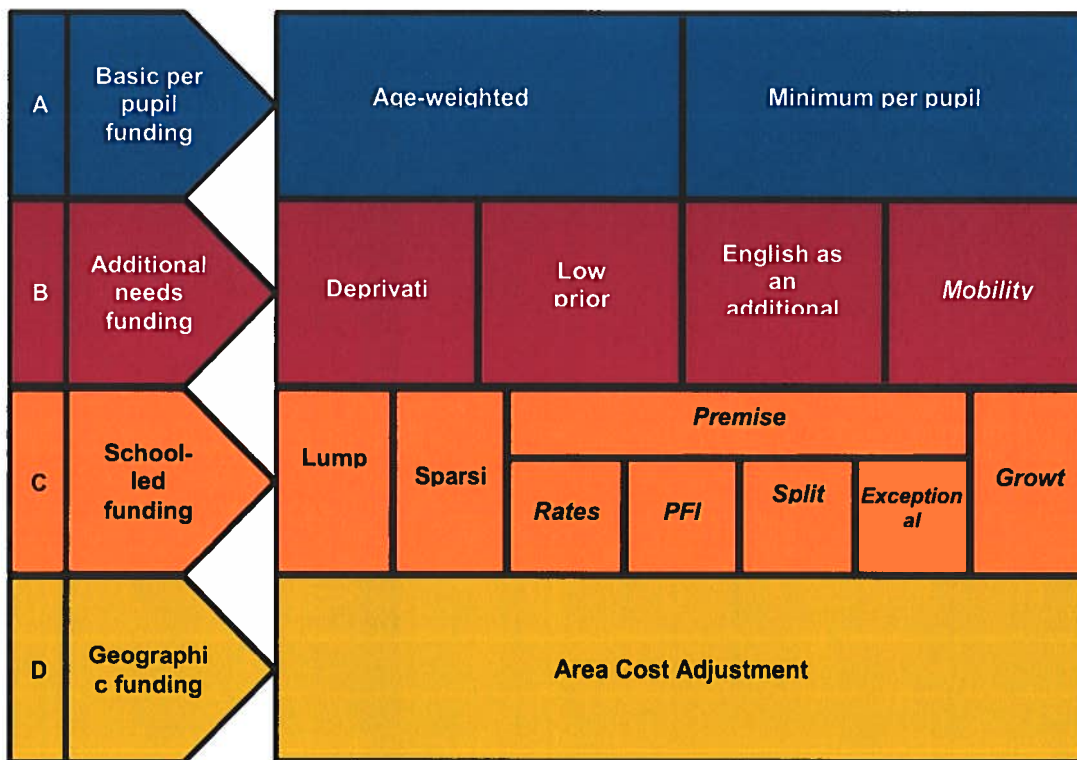 A
Basic per
pupil
funding
Age-weighted
Minimum per pupil
B
Additional
needs
funding
Deprivati
Low
prior
English as
an
additional
Mobility
C
School-
led
funding
Lump
Sparsi
Premise
Rates
PFI
Split
Exception
al
Growt
D
Geographi
c funding
Area Cost Adjustment